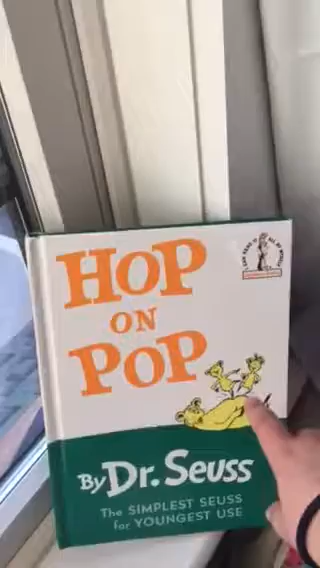 HOP
ON
POP
By Dr. Seuss
The SIMPLEST SEUSS
for YOUNGEST USE